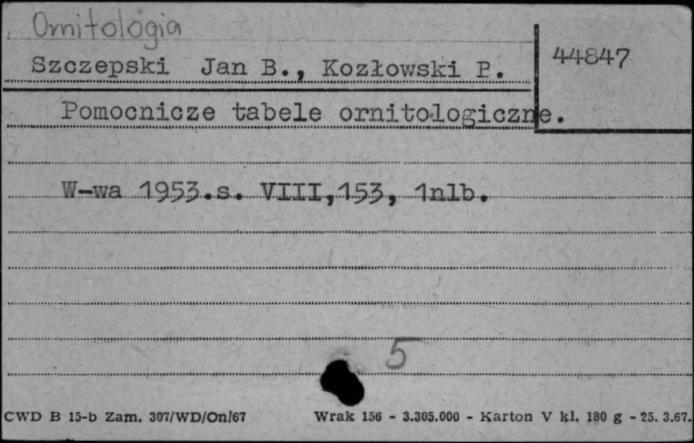 Ornitologia
44847
Szczepski Jan B., Kozłowski P.
Pomocnicze tabele ornitologiczne.
W-wa 1953.s. VIII,153, 1nlb.
5
CWD B 15-b Zam. 307/WD/On/67 Wrak 156 - 3.305.000 - Karton V kl. 180 g - 25. 3.67.